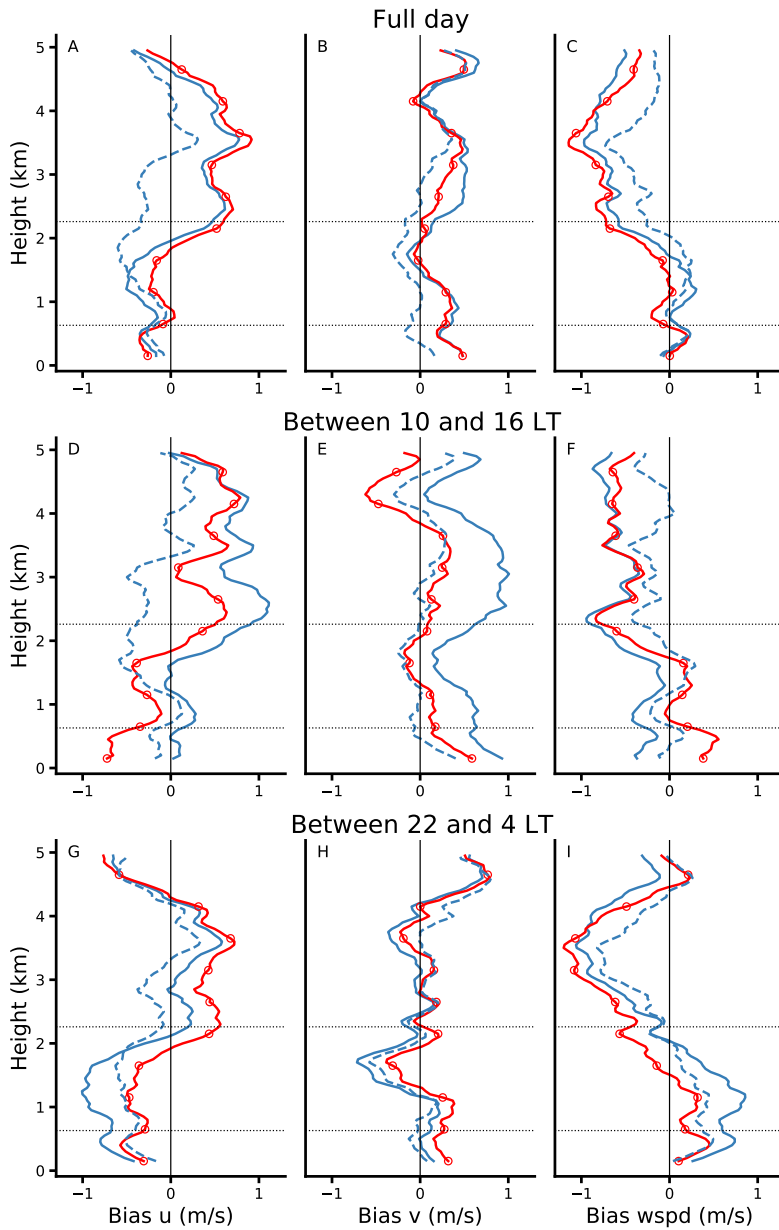 Full day
A B C
5
4
3
2
1
0
Height (km)
−1 0 1 −1 0 1 −1 0 1
Between 10 and 16 LT
D E F
5
4
3
2
1
0
Height (km)
−1 0 1 −1 0 1 −1 0 1
Between 22 and 4 LT
G H I
5
4
3
2
1
0
Height (km)
−1 0 1 −1 0 1 −1 0 1
Bias u (m/s) Bias v (m/s) Bias wspd (m/s)